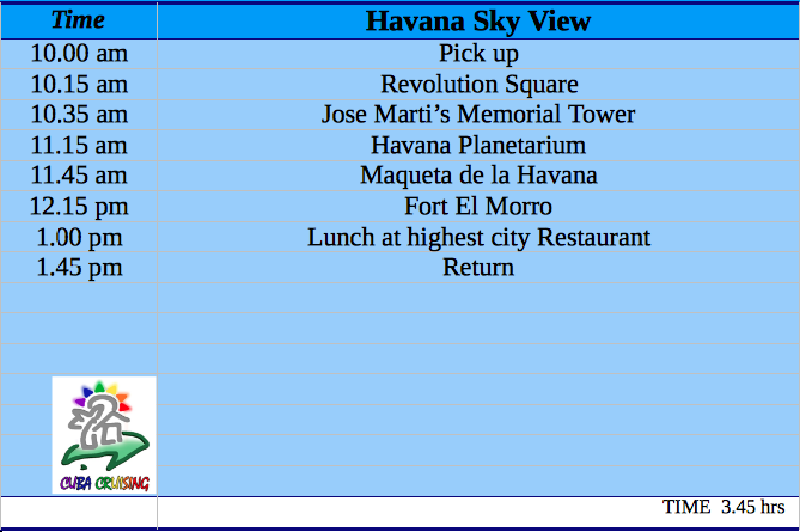 Time Havana Sky View
10.00 am Pick up
10.15 am Revolution Square
10.35 am Jose Marti’s Memorial Tower
11.15 am Havana Planetarium
11.45 am Maqueta de la Havana
12.15 pm Fort El Morro
1.00 pm Lunch at highest city Restaurant
1.45 pm Return
CUBA CRUISING
TIME 3.45 hrs